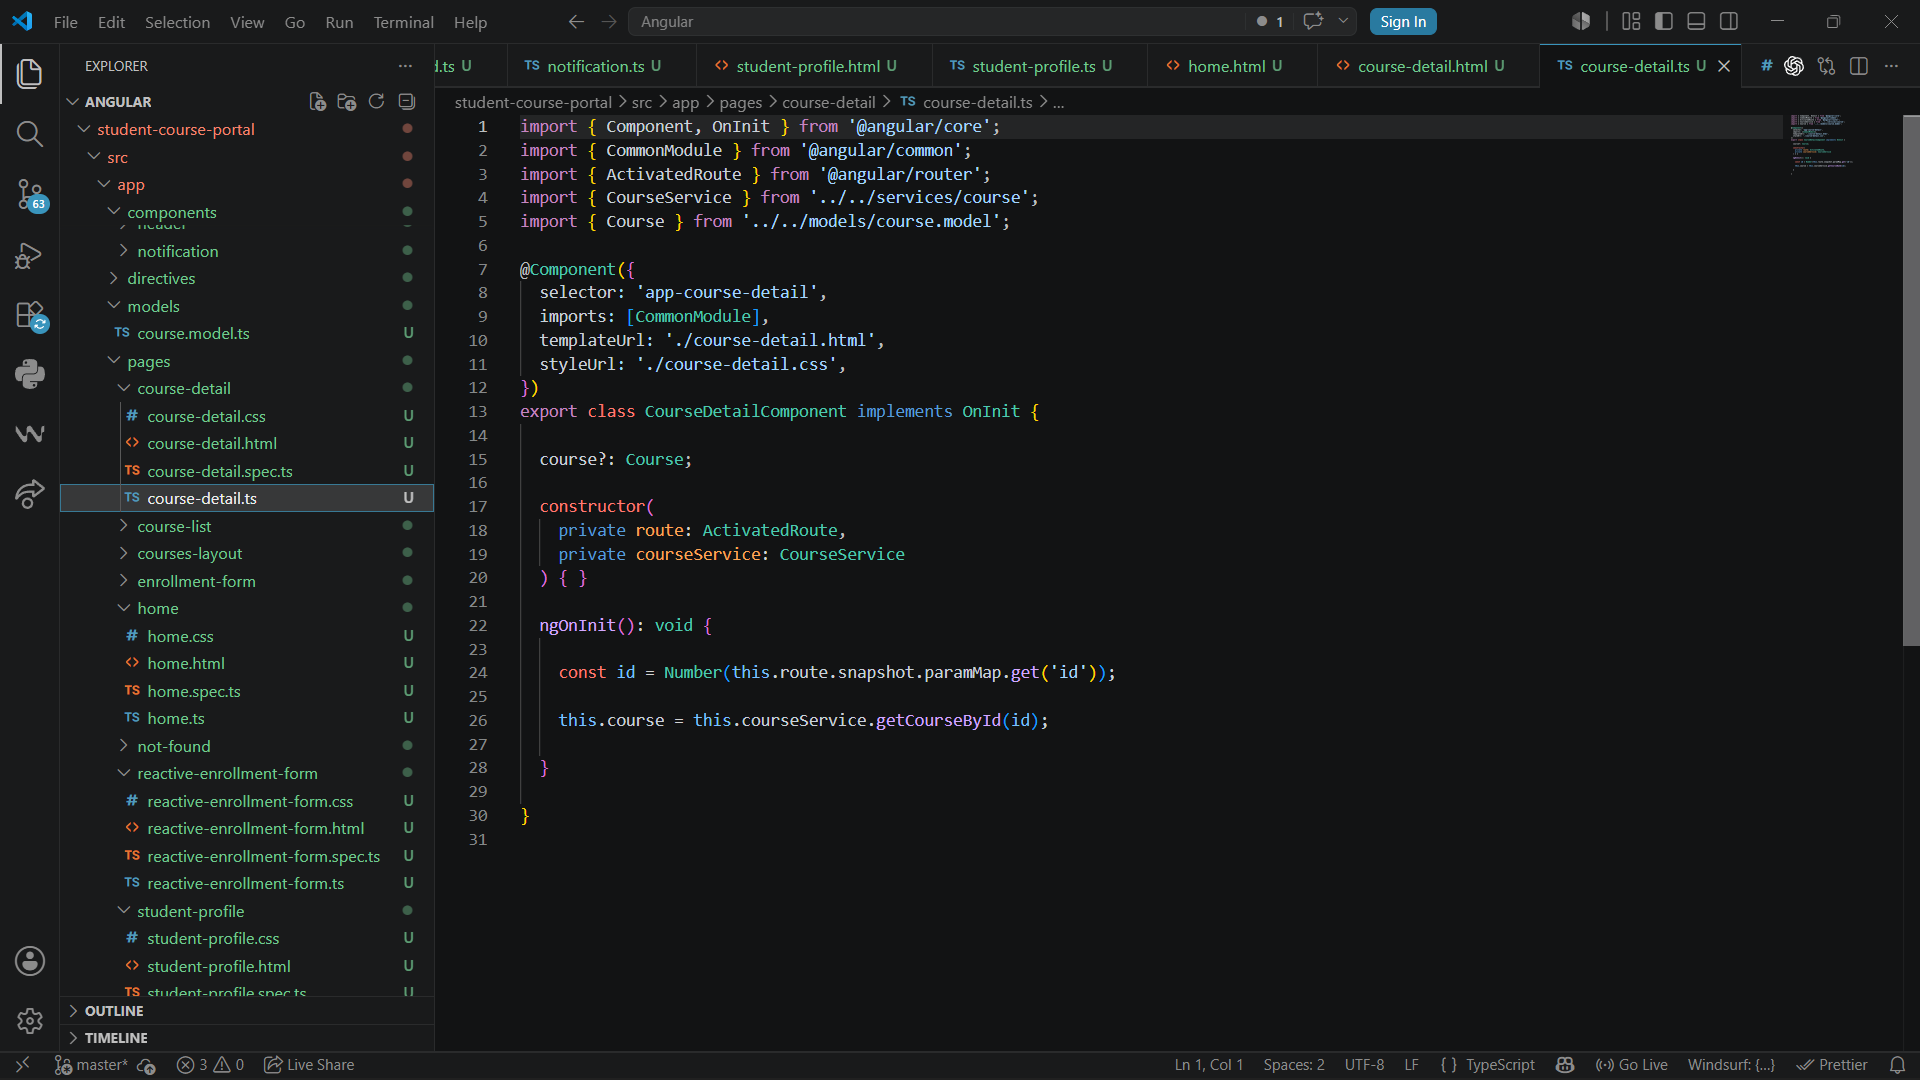 File Edit Selection View Go Run Terminal Help
Angular
1
Sign In
EXPLORER
ANGULAR
student-course-portal
src
app
components
header
notification
directives
models
TS course.model.ts U
pages
course-detail
# course-detail.css U
<> course-detail.html U
TS course-detail.spec.ts U
TS course-detail.ts U
course-list
courses-layout
enrollment-form
home
# home.css U
<> home.html U
TS home.spec.ts U
TS home.ts U
not-found
reactive-enrollment-form
# reactive-enrollment-form.css U
<> reactive-enrollment-form.html U
TS reactive-enrollment-form.spec.ts U
TS reactive-enrollment-form.ts U
student-profile
# student-profile.css U
<> student-profile.html U
TS student-profile.spec.ts U
OUTLINE
TIMELINE
63
.ts U
TS notification.ts U
<> student-profile.html U
TS student-profile.ts U
<> home.html U
<> course-detail.html U
TS course-detail.ts U
#
student-course-portal > src > app > pages > course-detail > TS course-detail.ts > ...
1 import { Component, OnInit } from '@angular/core';
2 import { CommonModule } from '@angular/common';
3 import { ActivatedRoute } from '@angular/router';
4 import { CourseService } from '../../services/course';
5 import { Course } from '../../models/course.model';
6
7 @Component({
8 selector: 'app-course-detail',
9 imports: [CommonModule],
10 templateUrl: './course-detail.html',
11 styleUrl: './course-detail.css',
12 })
13 export class CourseDetailComponent implements OnInit {
14
15 course?: Course;
16
17 constructor(
18 private route: ActivatedRoute,
19 private courseService: CourseService
20 ) { }
21
22 ngOnInit(): void {
23
24 const id = Number(this.route.snapshot.paramMap.get('id'));
25
26 this.course = this.courseService.getCourseById(id);
27
28 }
29
30 }
31
master* 3 0 Live Share
Ln 1, Col 1 Spaces: 2 UTF-8 LF { } TypeScript Go Live Windsurf: {...} Prettier